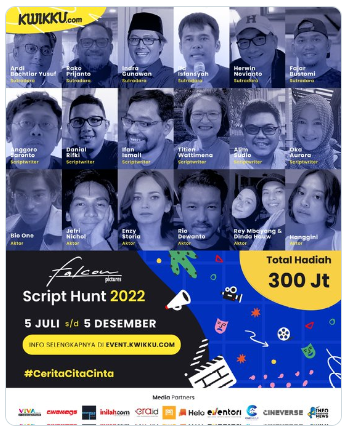 KWIKKU.com
Andi
Bachtiar Yusuf
Sutradara
Rako
Prijanto
Sutradara
Indra
Gunawan
Sutradara
Isfansyah
Sutradara
Herwin
Novianto
Sutradara
Fajar
Bustomi
Sutradara
Anggoro
Saronto
Scriptwriter
Daniel
Rifki
Scriptwriter
Ifan
Ismail
Scriptwriter
Titien
Wattimena
Scriptwriter
Alim
Sudio
Scriptwriter
Oka
Aurora
Scriptwriter
Bio One
Aktor
Jefri
Nichol
Aktor
Enzy
Storia
Aktor
Rio
Dewanto
Aktor
Rey Mbayang &
Dinda Hauw
Aktor
Hanggini
Aktor
falcon
pictures
Script Hunt 2022
5 JULI s/d 5 DESEMBER
INFO SELENGKAPNYA DI EVENT.KWIKKU.COM
#CeritaCitaCinta
Total Hadiah
300 Jt
Media Partners
VIVA
cinemags
inilah.com
Helo
eventori
CINEVERSE